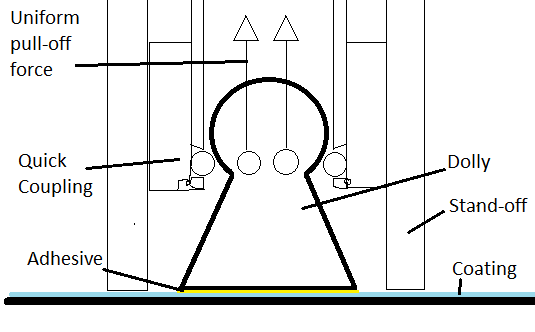 Uniform
pull-off
force
Quick
Coupling
Dolly
Stand-off
Adhesive
Coating